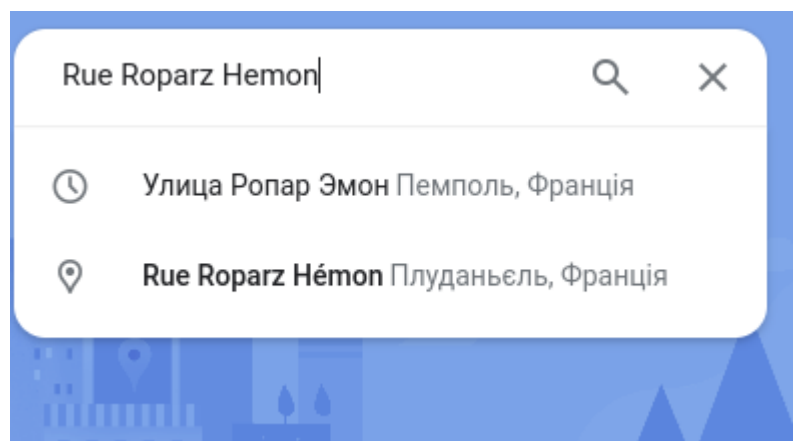 Rue Roparz Hemon
Улица Ропар Эмон Пемполь, Франція
Rue Roparz Hémon Плуданьєль, Франція